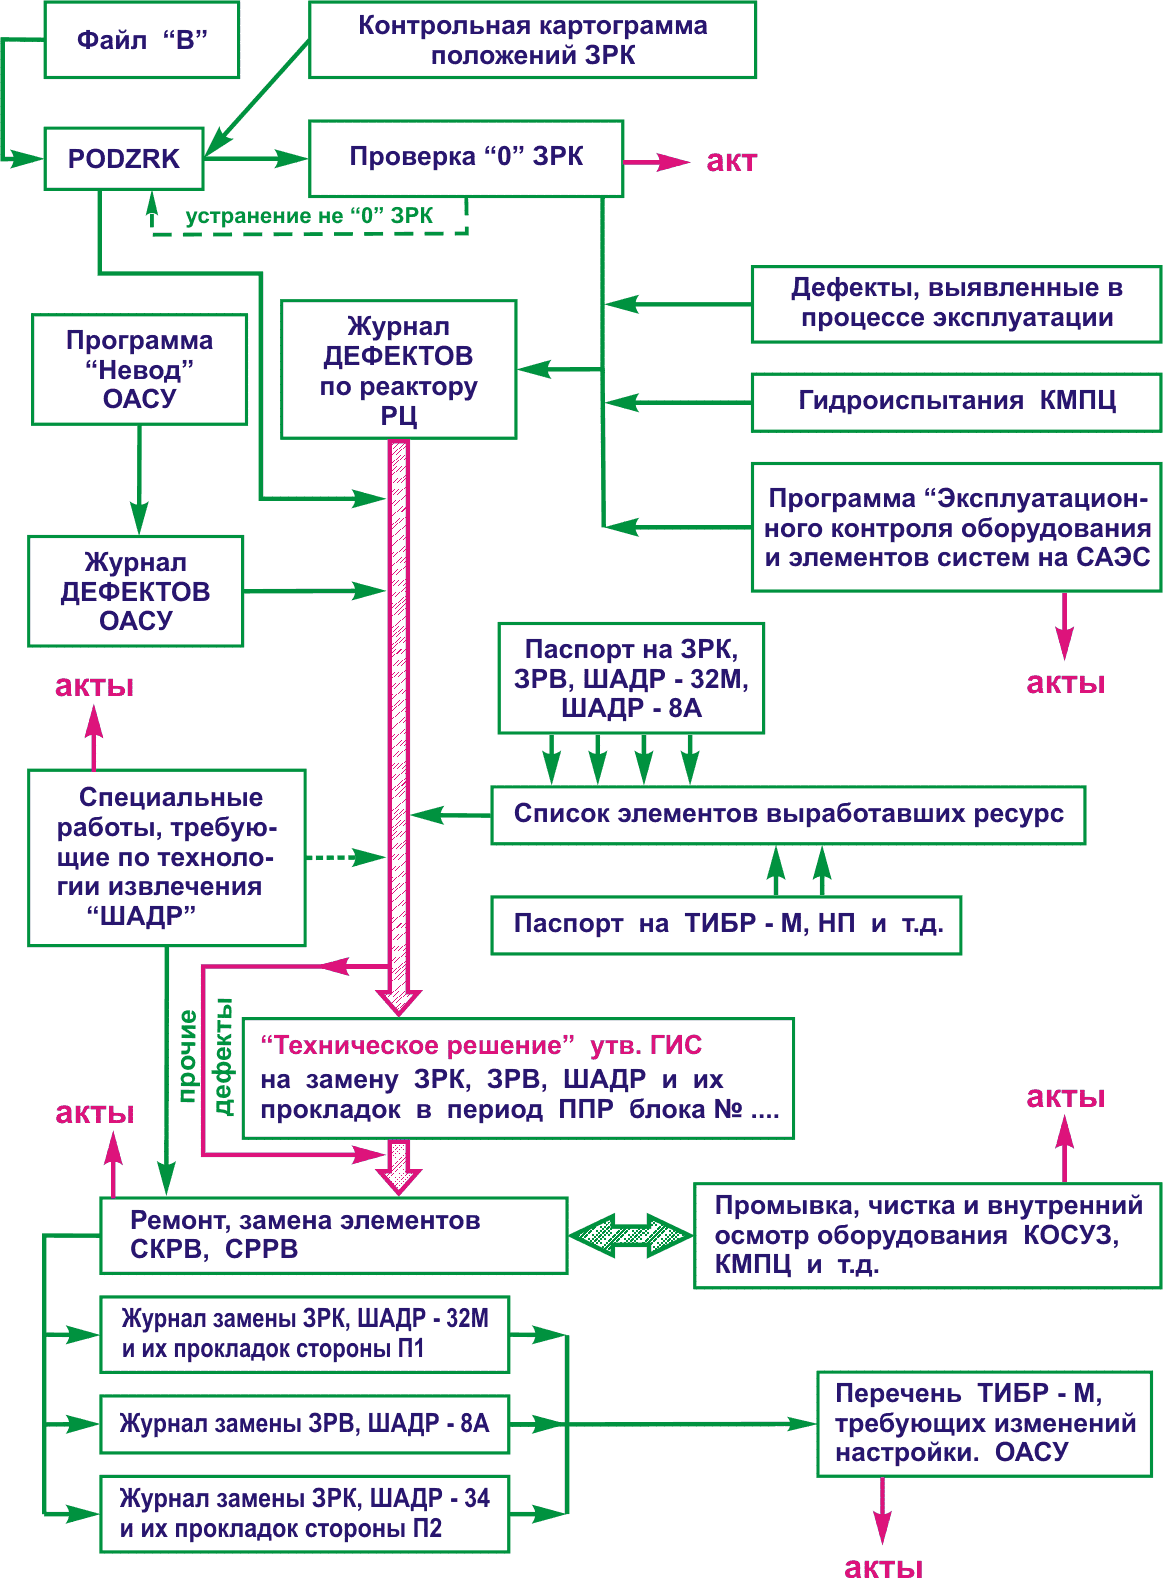 Файл “В”
Контрольная картограмма
положений ЗРК
PODZRK
Проверка “0” ЗРК
акт
устранение не “0” ЗРК
Дефекты, выявленные в
процессе эксплуатации
Программа
“Невод”
ОАСУ
Журнал
ДЕФЕКТОВ
по реактору
РЦ
Гидроиспытания КМПЦ
Программа “Эксплуатацион-
ного контроля оборудования
и элементов систем на САЭС
Журнал
ДЕФЕКТОВ
ОАСУ
акты
акты
Паспорт на ЗРК,
ЗРВ, ШАДР - 32М,
ШАДР - 8А
Специальные
работы, требую-
щие по техноло-
гии извлечения
“ШАДР”
Список элементов выработавших ресурс
Паспорт на ТИБР - М, НП и т.д.
прочие
дефекты
“Техническое решение” утв. ГИС
на замену ЗРК, ЗРВ, ШАДР и их
прокладок в период ППР блока № ....
акты
акты
Ремонт, замена элементов
СКРВ, СРРВ
Промывка, чистка и внутренний
осмотр оборудования КОСУЗ,
КМПЦ и т.д.
Журнал замены ЗРК, ШАДР - 32М
и их прокладок стороны П1
Журнал замены ЗРВ, ШАДР - 8А
Журнал замены ЗРК, ШАДР - 34
и их прокладок стороны П2
Перечень ТИБР - М,
требующих изменений
настройки. ОАСУ
акты